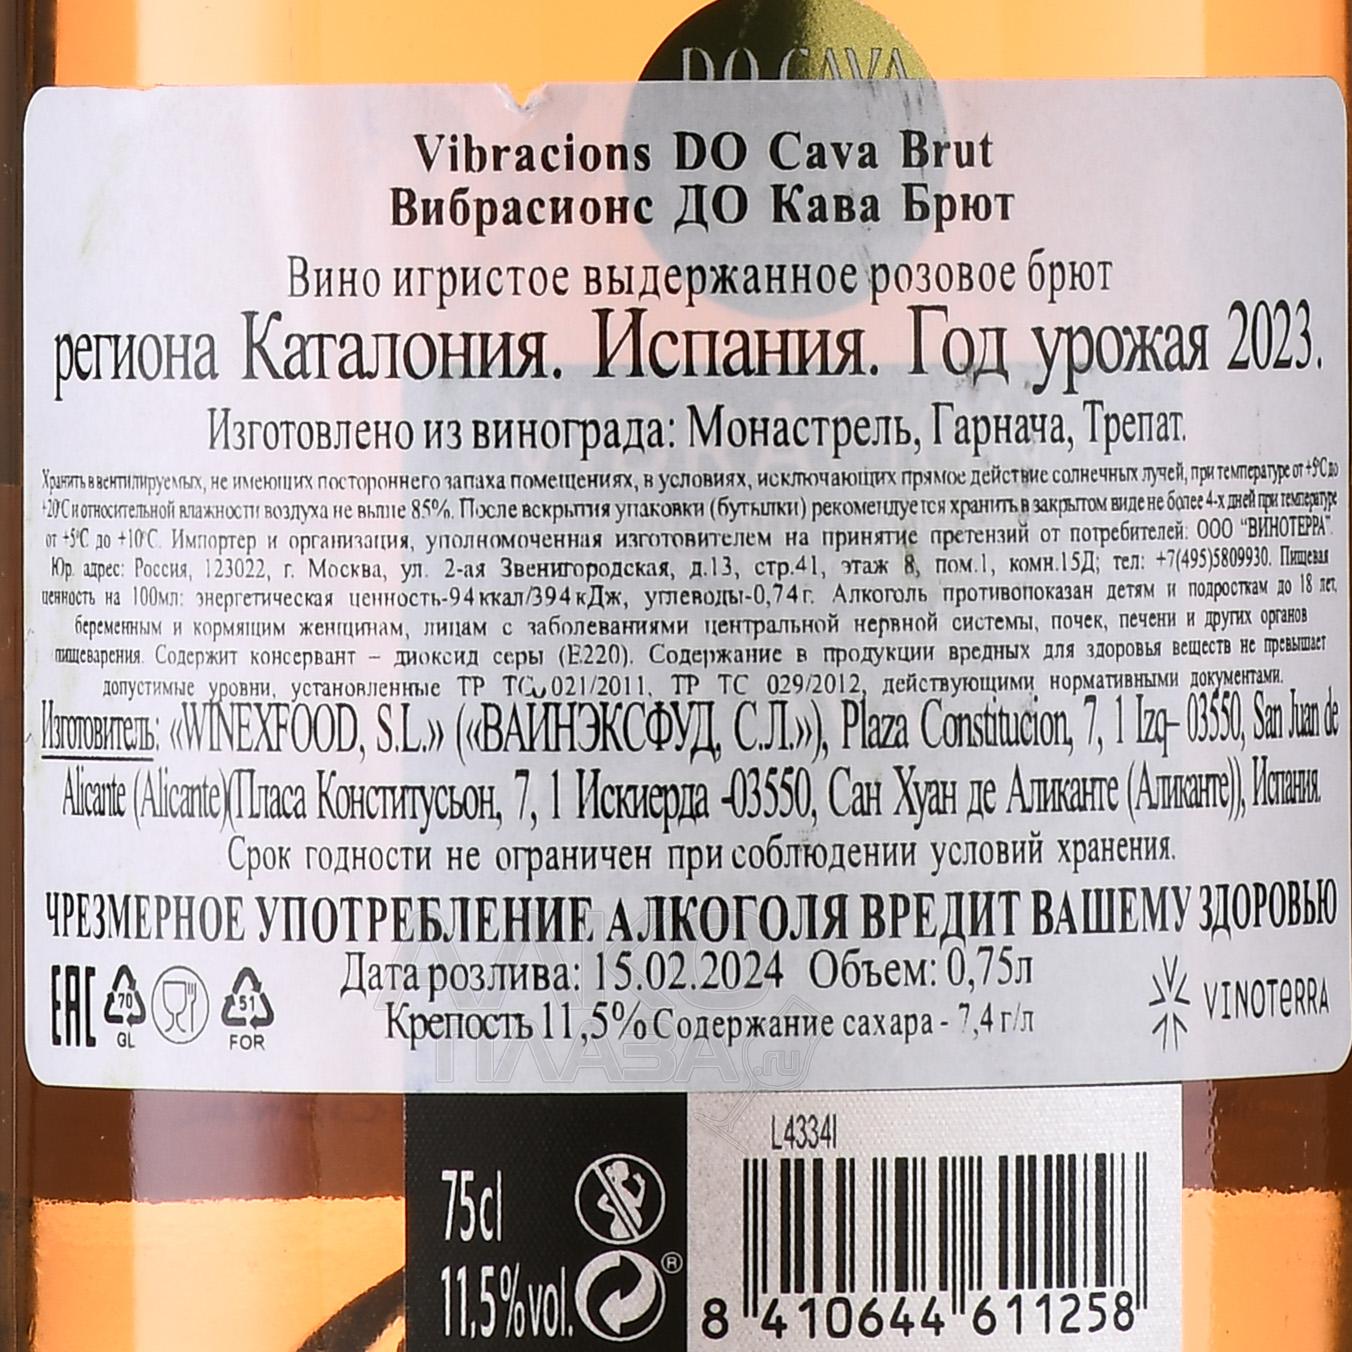 DO CAVA
Vibracions DO Cava Brut
Вибрасионс ДО Кава Брют
Вино игристое выдержанное розовое брют
региона Каталония. Испания. Год урожая 2023.
Изготовлено из винограда: Монастрель, Гарнача, Трепат.
Хранить в вентилируемых, не имеющих постороннего запаха помещениях, в условиях, исключающих прямое действие солнечных лучей, при температуре от +5°С до
+20°С и относительной влажности воздуха не выше 85%. После вскрытия упаковки (бутылки) рекомендуется хранить в закрытом виде не более 4-х дней при температуре
от +5°С до +10°С. Импортер и организация, уполномоченная изготовителем на принятие претензий от потребителей: ООО "ВИНОТЕРРА".
Юр. адрес: Россия, 123022, г. Москва, ул. 2-ая Звенигородская, д.13, стр.41, этаж 8, пом.1, комн.15Д; тел: +7(495)5809930. Пищевая
ценность на 100мл: энергетическая ценность-94ккал/394кДж, углеводы-0,74г. Алкоголь противопоказан детям и подросткам до 18 лет,
беременным и кормящим женщинам, лицам с заболеваниями центральной нервной системы, почек, печени и других органов
пищеварения. Содержит консервант – диоксид серы (Е220). Содержание в продукции вредных для здоровья веществ не превышает
допустимые уровни, установленные ТР ТС 021/2011, ТР ТС 029/2012, действующими нормативными документами.
Изготовитель: «WINEXFOOD, S.L.» («ВАЙНЭКСФУД, С.Л.»), Plaza Constitucion, 7, 1 Izq- 03550, San Juan de
Alicante (Alicante)(Пласа Конститусьон, 7, 1 Искиерда -03550, Сан Хуан де Аликанте (Аликанте)), Испания.
Срок годности не ограничен при соблюдении условий хранения.
ЧРЕЗМЕРНОЕ УПОТРЕБЛЕНИЕ АЛКОГОЛЯ ВРЕДИТ ВАШЕМУ ЗДОРОВЬЮ
Дата розлива: 15.02.2024 Объем: 0,75л
Крепость 11,5% Содержание сахара - 7,4 г/л
EAC
70
GL
51
FOR
VINOTeRRA
АЛКО
ПЛАЗА.ru
L4334I
75cl
11.5%vol.
®
8 410644 611258